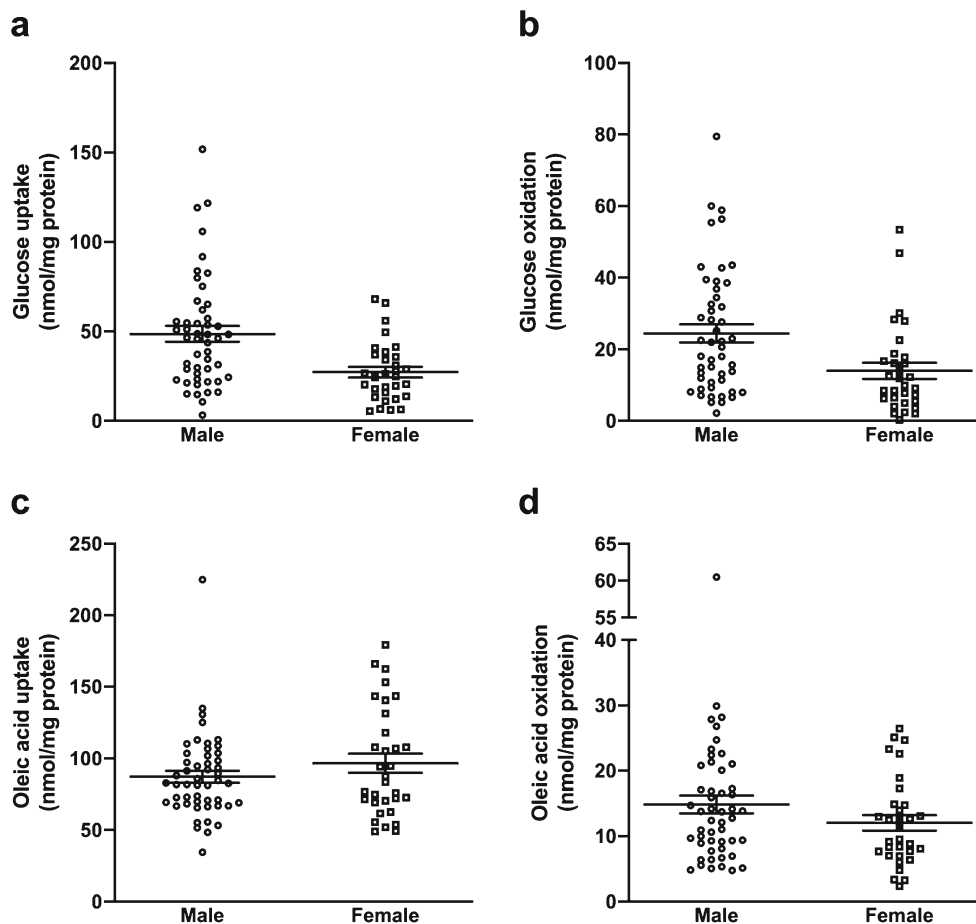 a
Glucose uptake
(nmol/mg protein)
200
150
100
50
0
Male Female
b
Glucose oxidation
(nmol/mg protein)
100
80
60
40
20
0
Male Female
c
Oleic acid uptake
(nmol/mg protein)
250
200
150
100
50
0
Male Female
d
Oleic acid oxidation
(nmol/mg protein)
65
60
55
40
30
20
10
0
Male Female